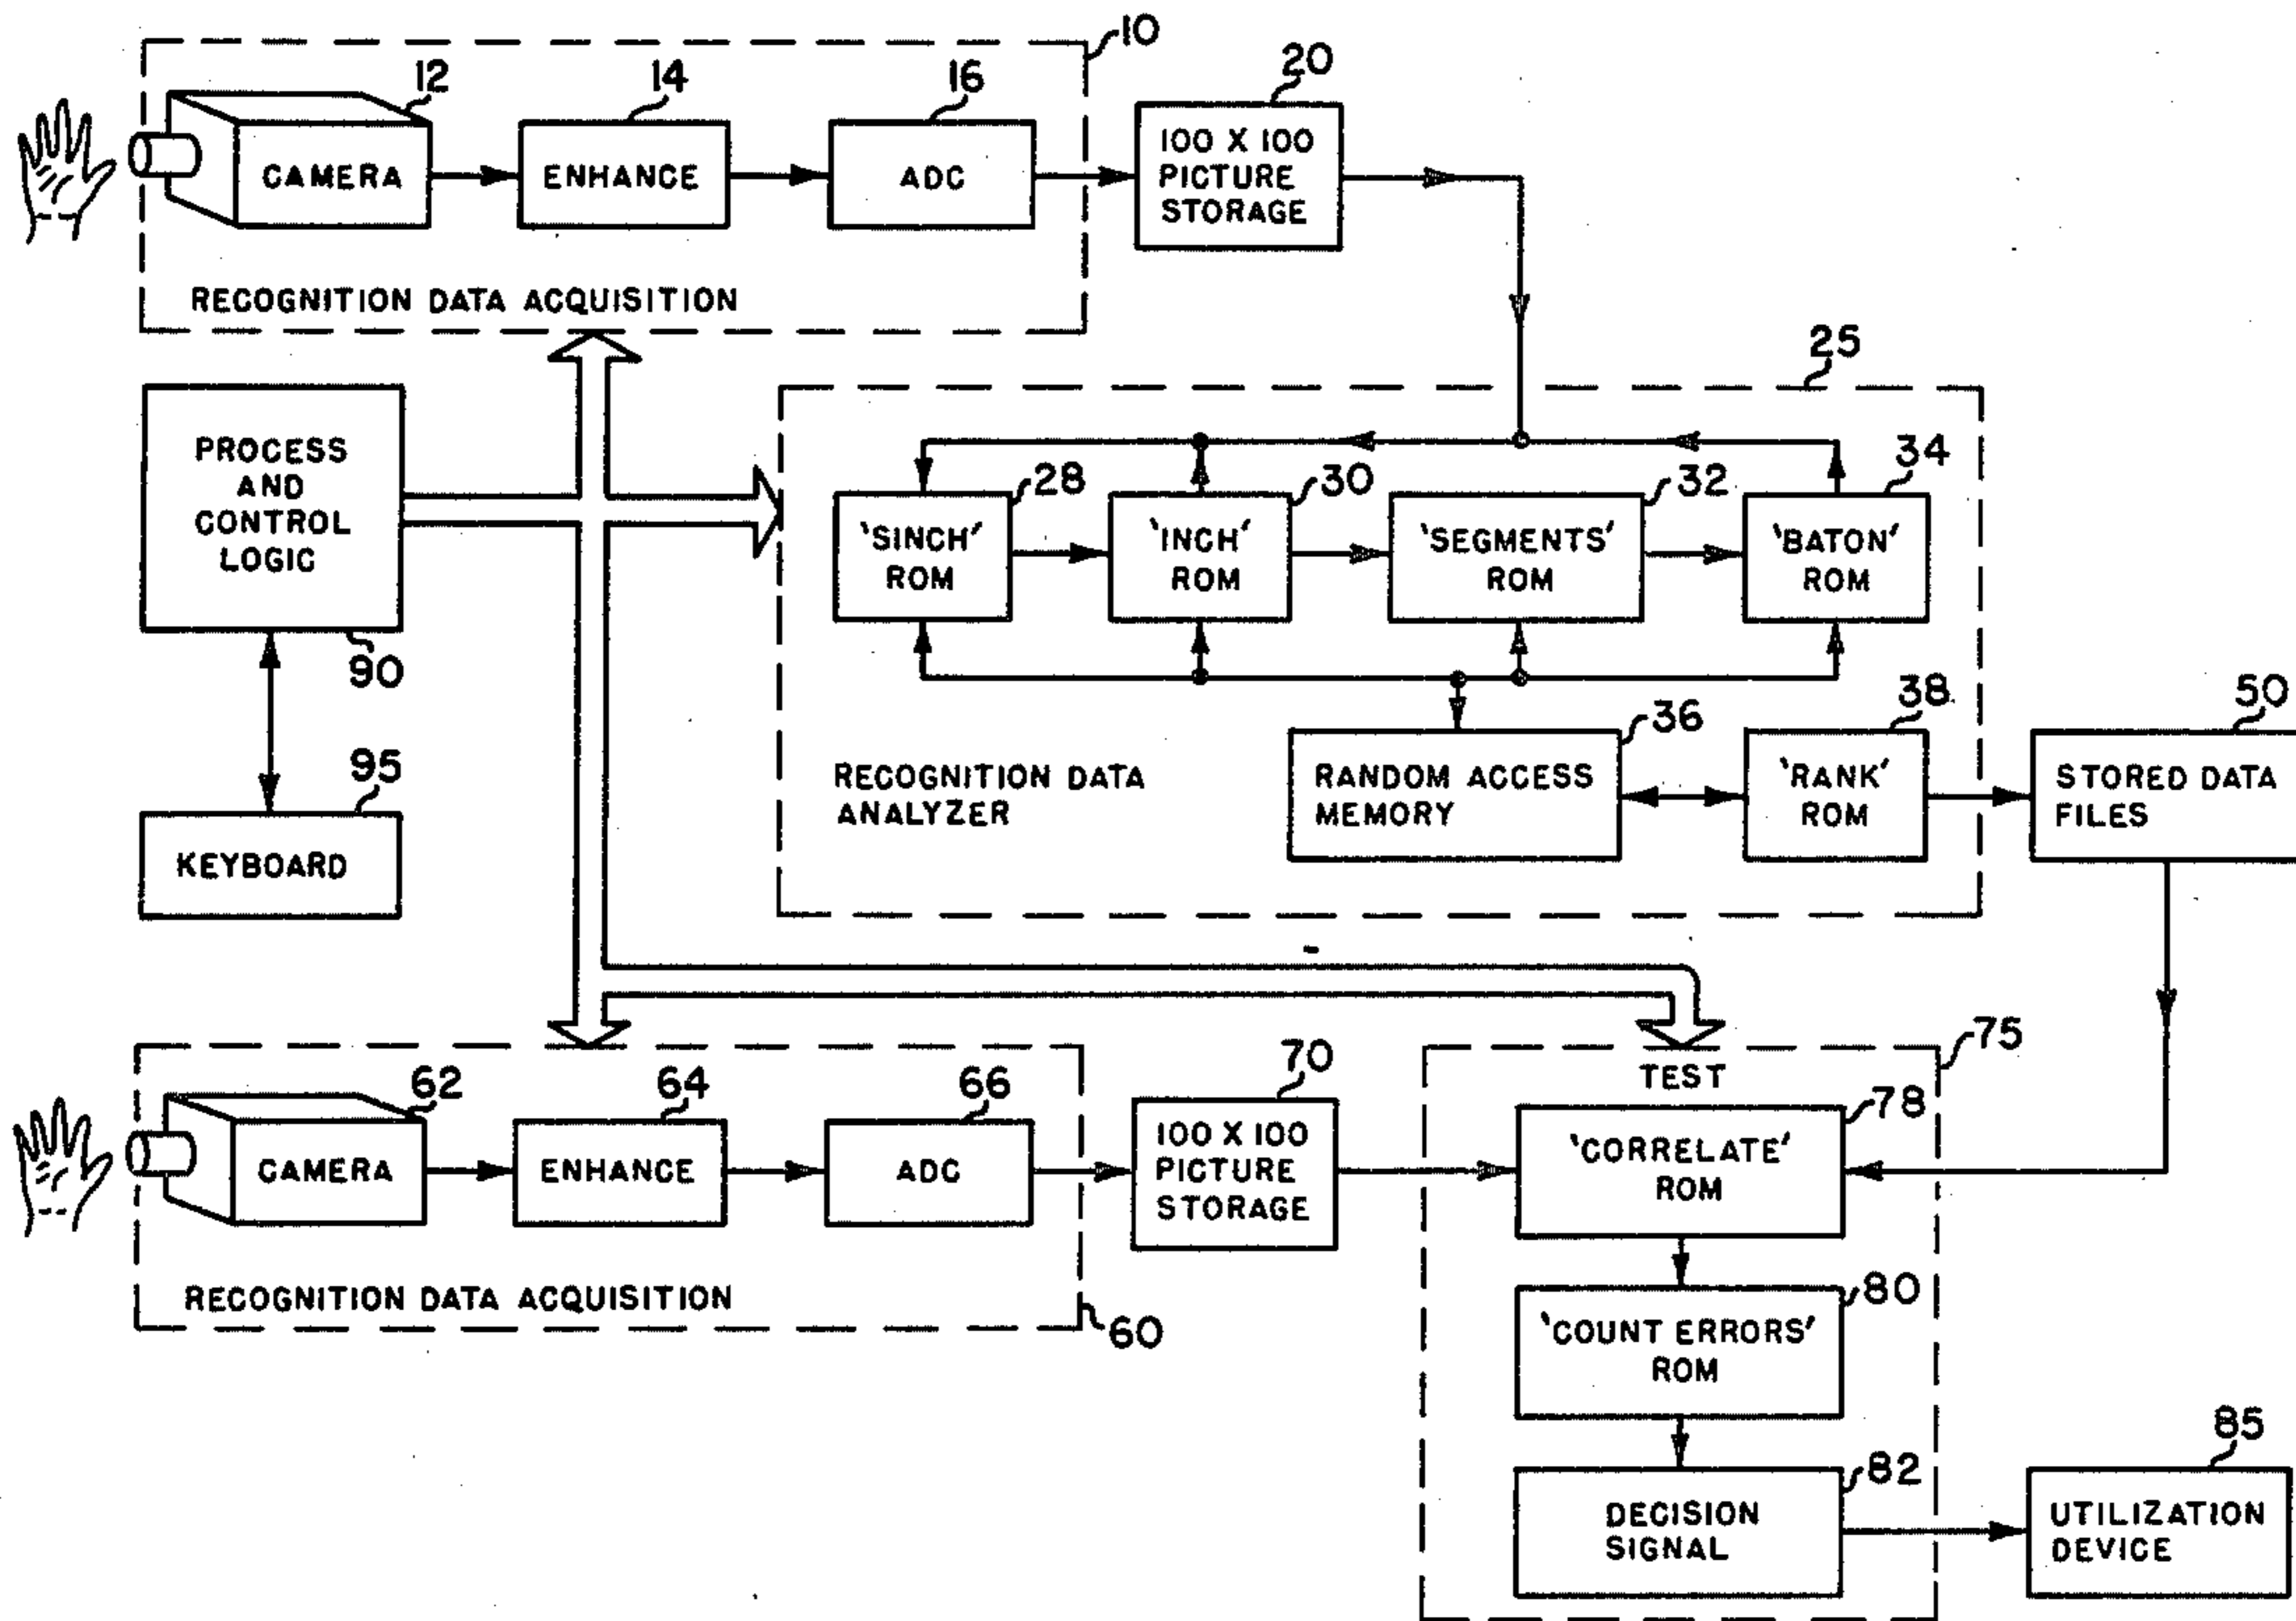 10
12
14
16
20
CAMERA
ENHANCE
ADC
100 X 100
PICTURE
STORAGE
RECOGNITION DATA ACQUISITION
25
PROCESS
AND
CONTROL
LOGIC
90
95
KEYBOARD
28
30
32
34
'SINCH'
ROM
'INCH'
ROM
'SEGMENTS'
ROM
'BATON'
ROM
36
38
50
RECOGNITION DATA
ANALYZER
RANDOM ACCESS
MEMORY
'RANK'
ROM
STORED DATA
FILES
62
64
66
70
CAMERA
ENHANCE
ADC
100 X 100
PICTURE
STORAGE
RECOGNITION DATA ACQUISITION
60
75
TEST
78
'CORRELATE'
ROM
80
'COUNT ERRORS'
ROM
82
DECISION
SIGNAL
85
UTILIZATION
DEVICE